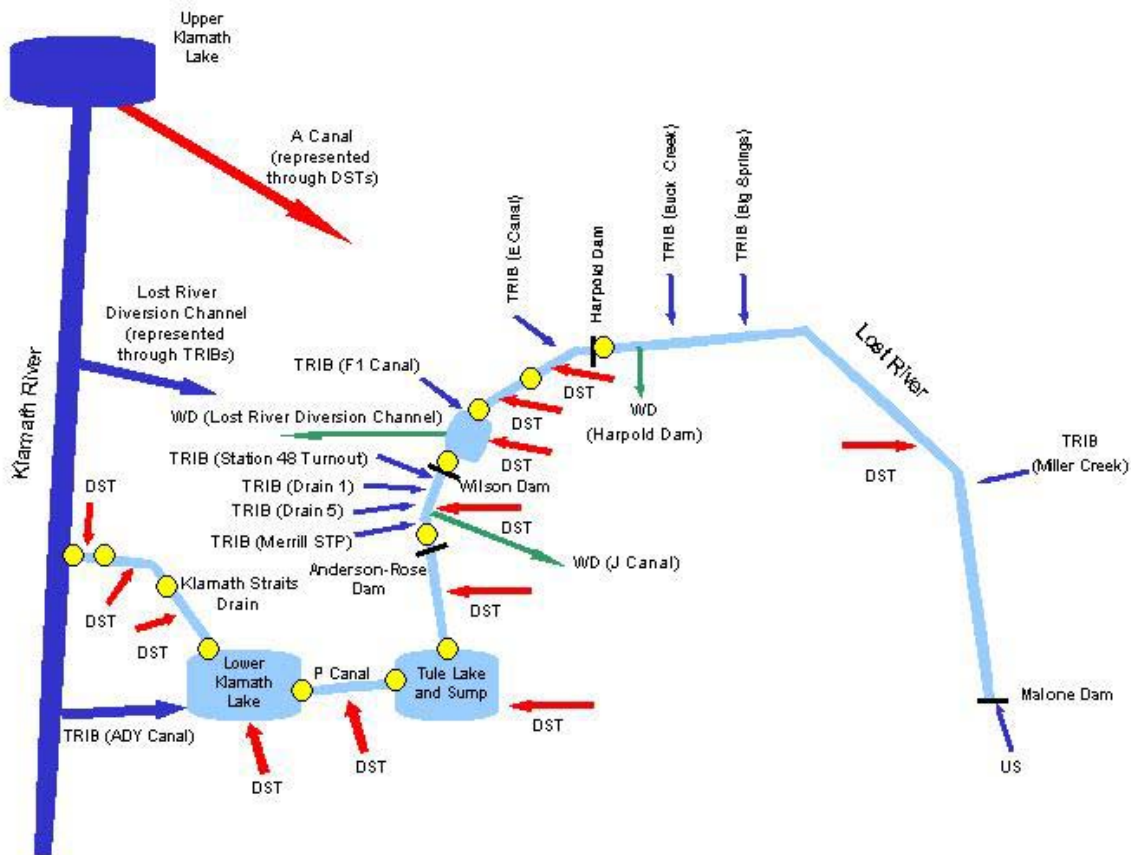 Upper
Klamath
Lake
A Canal
(represented
through DSTs)
Lost River
Diversion Channel
(represented
through TRIBs)
Klamath River
TRIB (E Canal)
Harpold Dam
TRIB (Buck Creek)
TRIB (Big Springs)
Lost River
TRIB (F1 Canal)
DST
DST
WD
(Harpold Dam)
WD (Lost River Diversion Channel)
DST
TRIB (Station 48 Turnout)
Wilson Dam
TRIB (Drain 1)
TRIB (Drain 5)
DST
TRIB (Merrill STP)
WD (J Canal)
Anderson-Rose
Dam
DST
TRIB
(Miller Creek)
DST
DST
Klamath Straits
Drain
DST
DST
Lower
Klamath
Lake
P Canal
Tule Lake
and Sump
DST
Malone Dam
US
TRIB (ADY Canal)
DST
DST